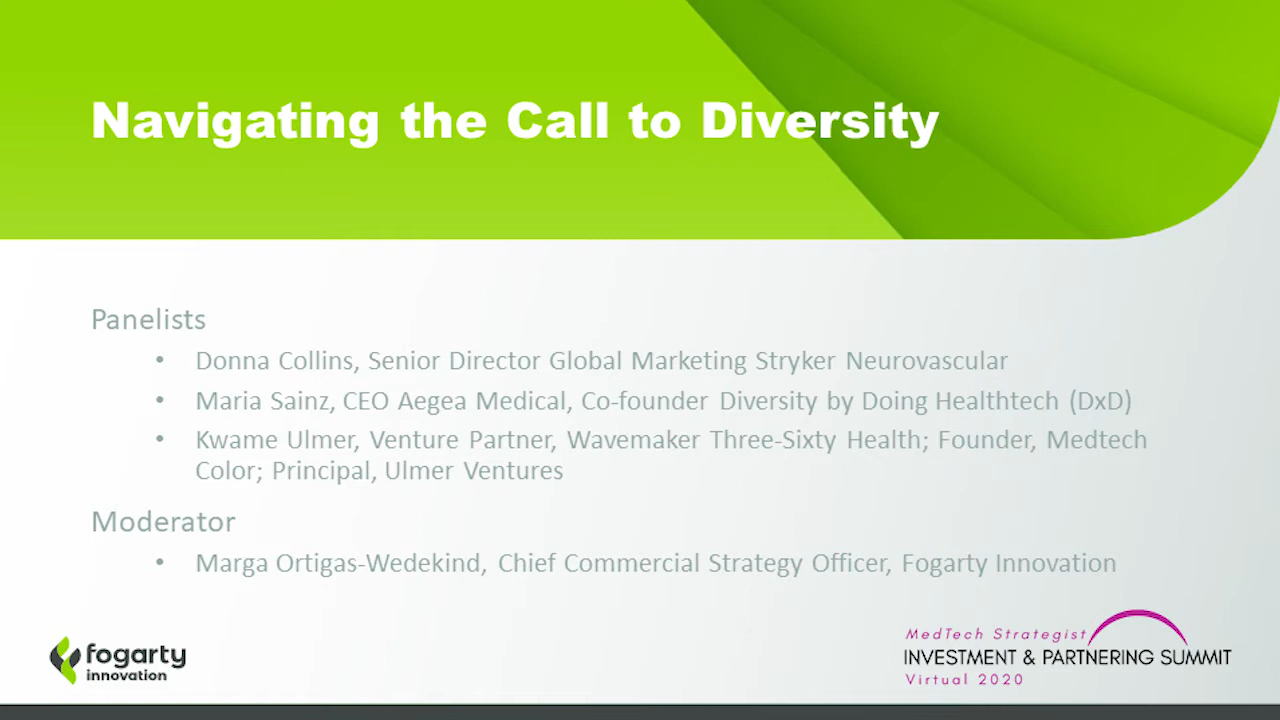 Navigating the Call to Diversity
Panelists
• Donna Collins, Senior Director Global Marketing Stryker Neurovascular
• Maria Sainz, CEO Aegea Medical, Co-founder Diversity by Doing Healthtech (DxD)
• Kwame Ulmer, Venture Partner, Wavemaker Three-Sixty Health; Founder, Medtech
Color; Principal, Ulmer Ventures
Moderator
• Marga Ortigas-Wedekind, Chief Commercial Strategy Officer, Fogarty Innovation
fogarty
innovation
MedTech Strategist
INVESTMENT & PARTNERING SUMMIT
Virtual 2020